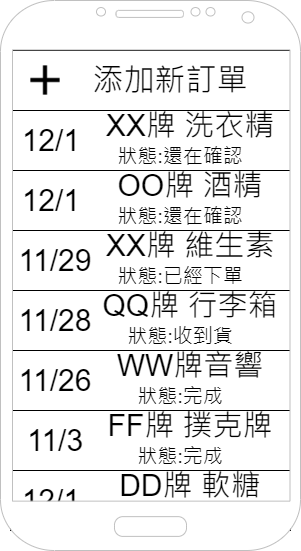 + 添加新訂單
12/1 XX牌 洗衣精
狀態:還在確認
12/1 OO牌 酒精
狀態:還在確認
11/29 XX牌 維生素
狀態:已經下單
11/28 QQ牌 行李箱
狀態:收到貨
11/26 WW牌音響
狀態:完成
11/3 FF牌 撲克牌
狀態:完成
12/1 DD牌 軟糖